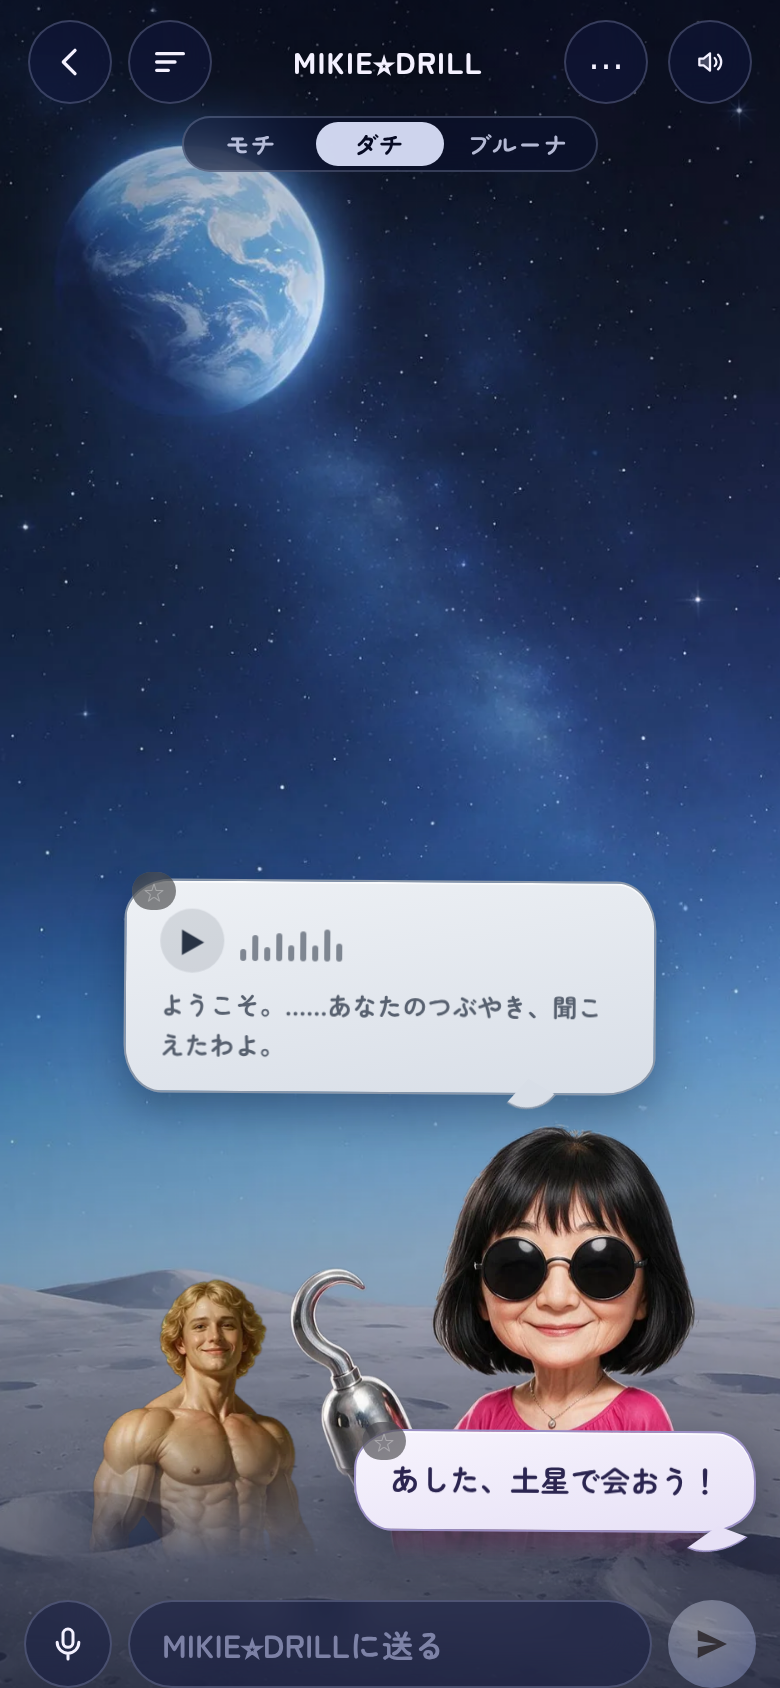 MIKIE★DRILL
...
モチ
ダチ
ブルーナ
ようこそ。……あなたのつぶやき、聞こ
えたわよ。
あした、土星で会おう！
MIKIE★DRILLに送る